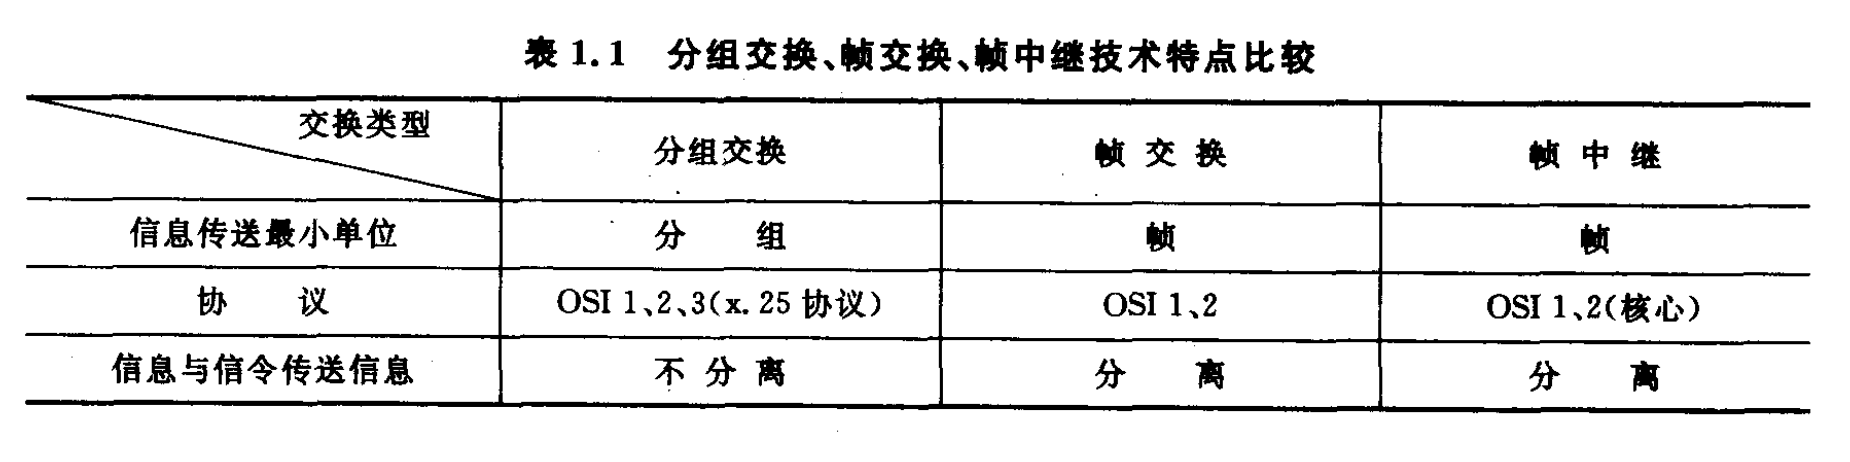 表 1.1 分组交换、帧交换、帧中继技术特点比较
交换类型 分组交换 帧交换 帧中继
信息传送最小单位 分组 帧 帧
协议 OSI 1、2、3(x.25 协议) OSI 1、2 OSI 1、2(核心)
信息与信令传送信息 不分离 分离 分离